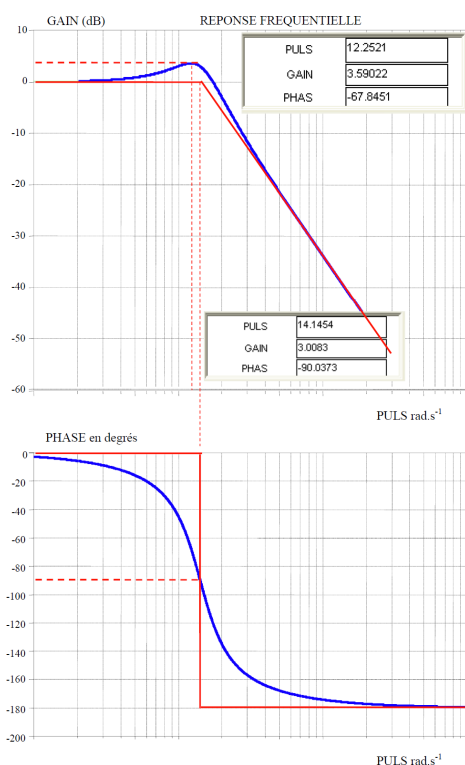 GAIN (dB) REPONSE FREQUENTIELLE
10
PULS 12.2521
GAIN 3.59022
PHAS -67.8451
0
-10
-20
-30
-40
PULS 14.1454
GAIN 3.0083
PHAS -90.0373
-50
-60
PULS rad.s-1
PHASE en degrés
0
-20
-40
-60
-80
-100
-120
-140
-160
-180
-200
PULS rad.s-1